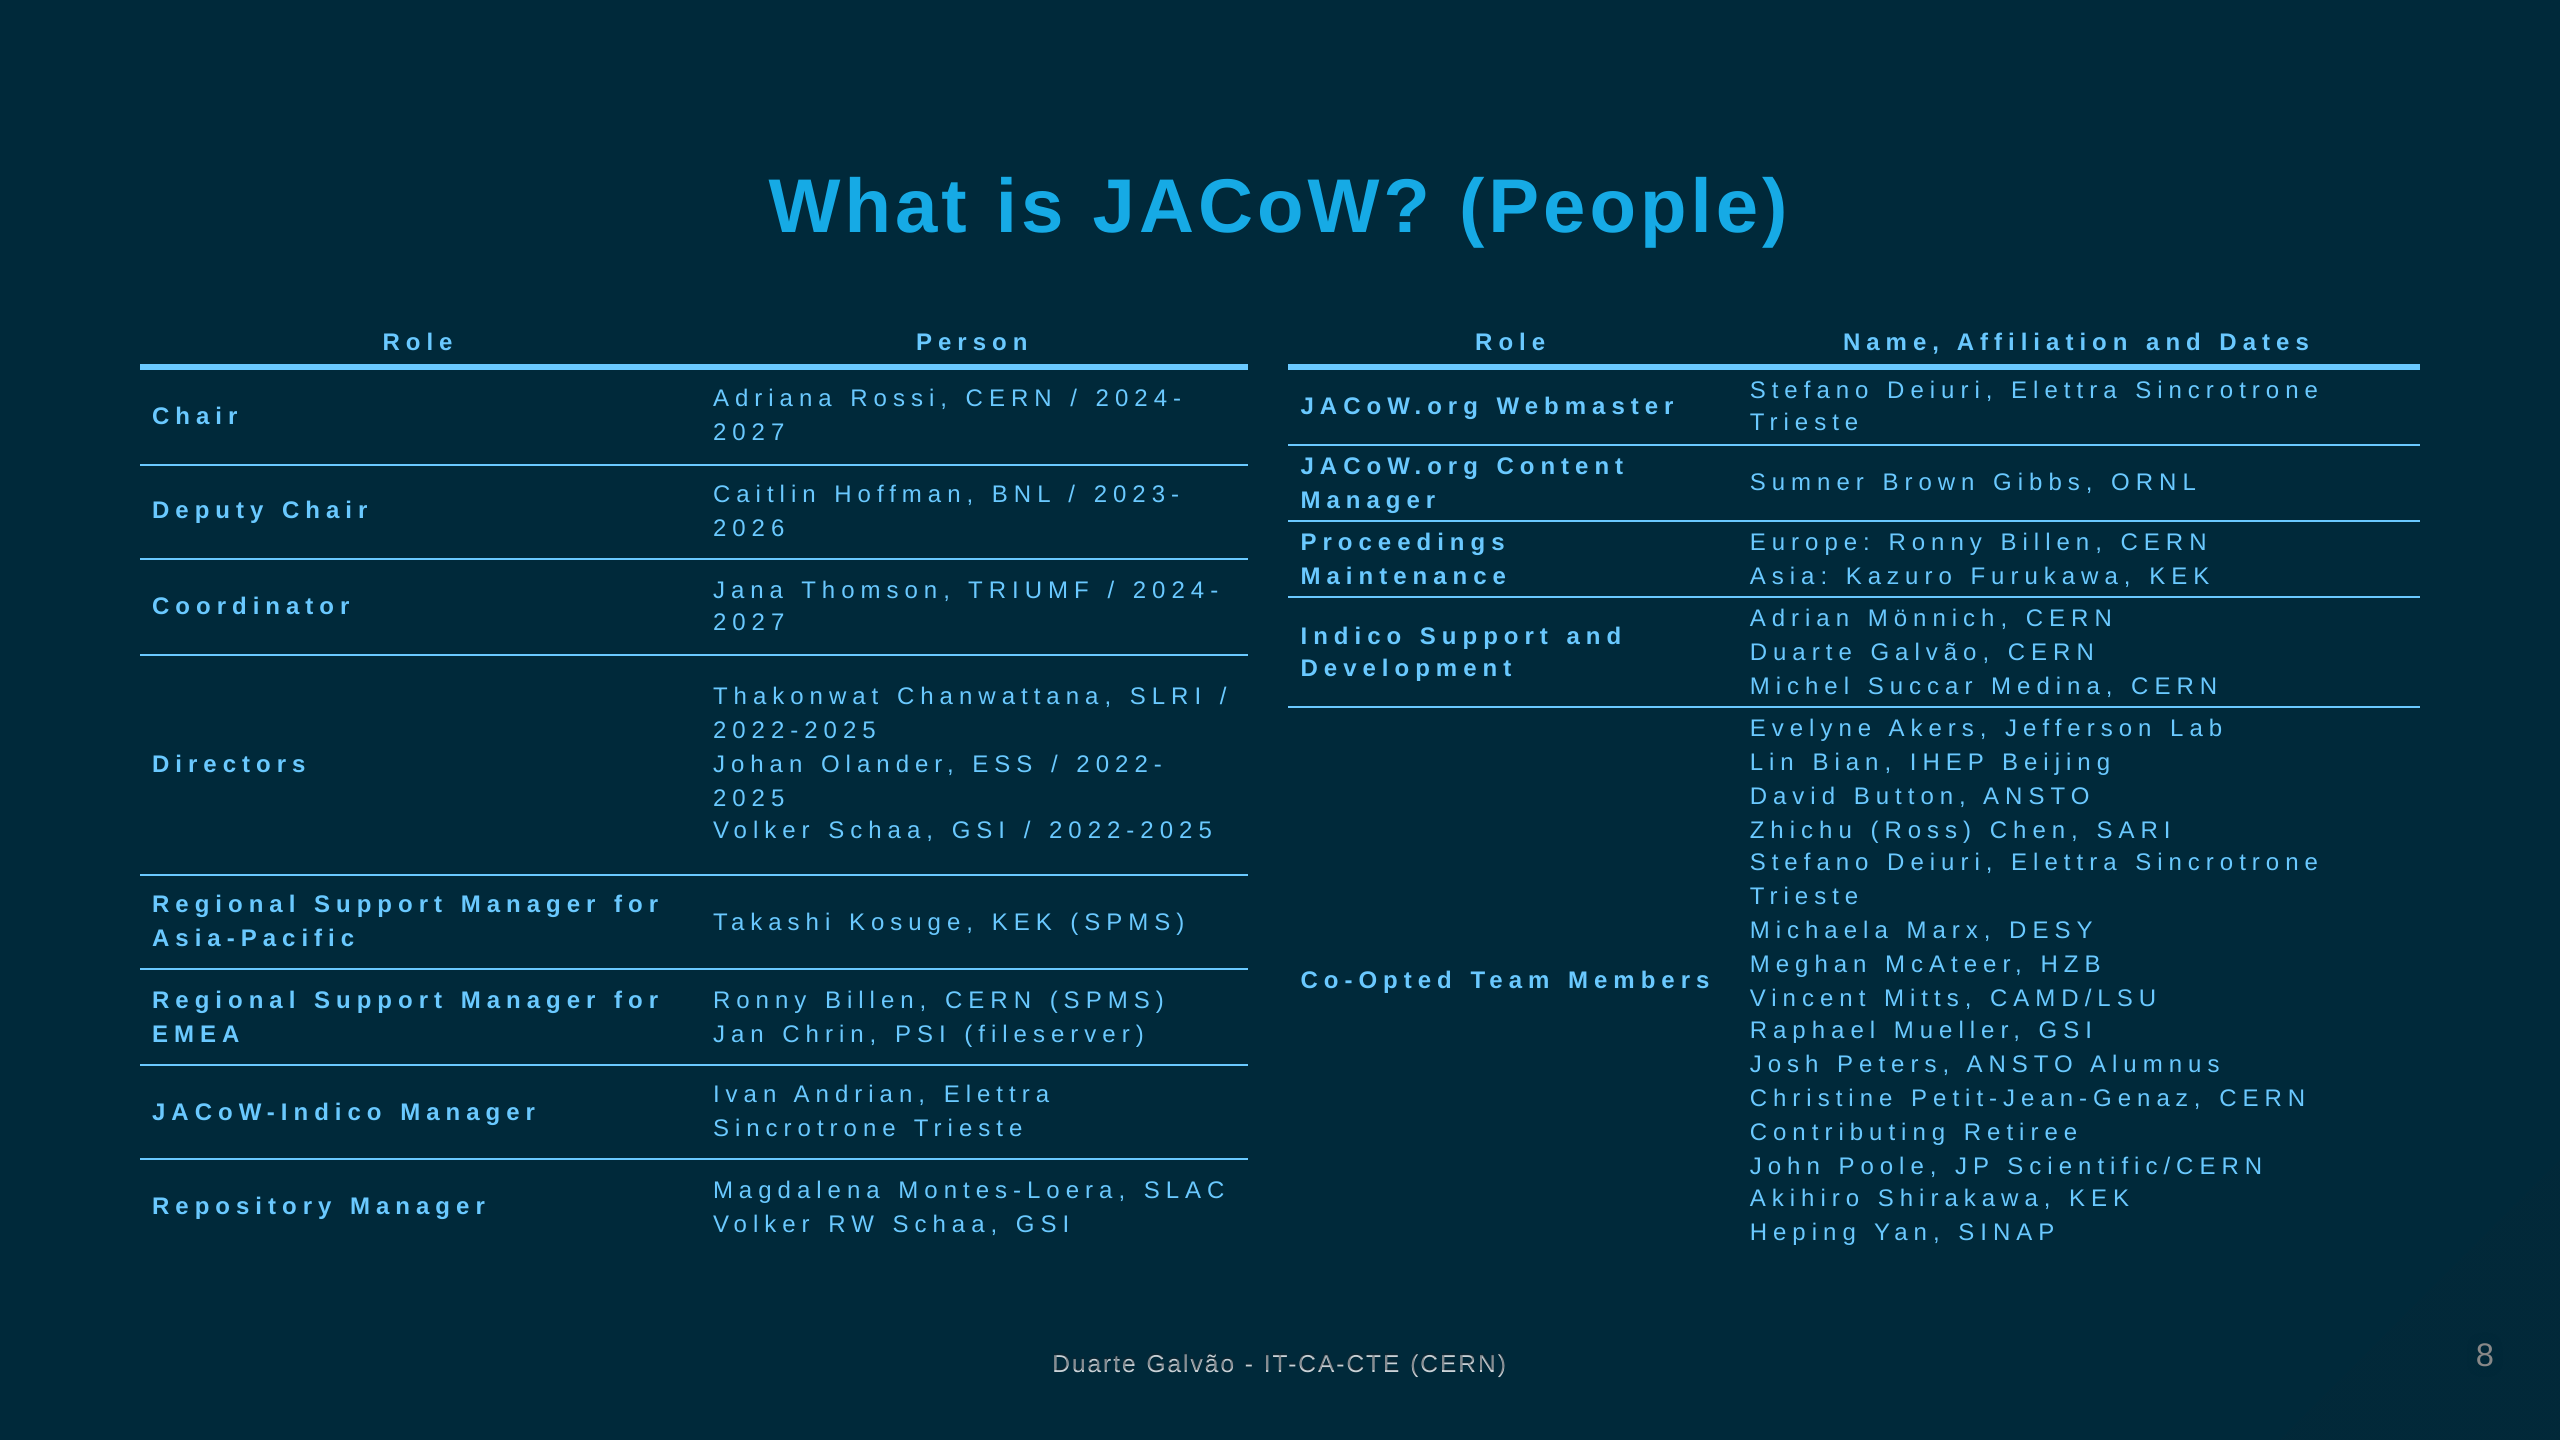 What is JACoW? (People)
Role
Person
Chair
Adriana Rossi, CERN / 2024-
2027
Deputy Chair
Caitlin Hoffman, BNL / 2023-
2026
Coordinator
Jana Thomson, TRIUMF / 2024-
2027
Directors
Thakonwat Chanwattana, SLRI /
2022-2025
Johan Olander, ESS / 2022-
2025
Volker Schaa, GSI / 2022-2025
Regional Support Manager for
Asia-Pacific
Takashi Kosuge, KEK (SPMS)
Regional Support Manager for
EMEA
Ronny Billen, CERN (SPMS)
Jan Chrin, PSI (fileserver)
JACoW-Indico Manager
Ivan Andrian, Elettra
Sincrotrone Trieste
Repository Manager
Magdalena Montes-Loera, SLAC
Volker RW Schaa, GSI
Role
Name, Affiliation and Dates
JACoW.org Webmaster
Stefano Deiuri, Elettra Sincrotrone
Trieste
JACoW.org Content
Manager
Sumner Brown Gibbs, ORNL
Proceedings
Maintenance
Europe: Ronny Billen, CERN
Asia: Kazuro Furukawa, KEK
Indico Support and
Development
Adrian Mönnich, CERN
Duarte Galvão, CERN
Michel Succar Medina, CERN
Co-Opted Team Members
Evelyne Akers, Jefferson Lab
Lin Bian, IHEP Beijing
David Button, ANSTO
Zhichu (Ross) Chen, SARI
Stefano Deiuri, Elettra Sincrotrone
Trieste
Michaela Marx, DESY
Meghan McAteer, HZB
Vincent Mitts, CAMD/LSU
Raphael Mueller, GSI
Josh Peters, ANSTO Alumnus
Christine Petit-Jean-Genaz, CERN
Contributing Retiree
John Poole, JP Scientific/CERN
Akihiro Shirakawa, KEK
Heping Yan, SINAP
Duarte Galvão - IT-CA-CTE (CERN)
8